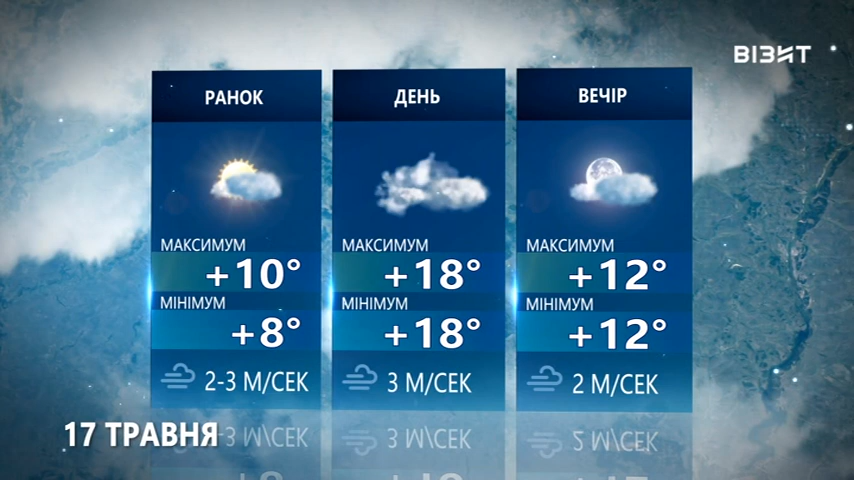 ВІЗИТ
РАНОК
МАКСИМУМ
+10°
МІНІМУМ
+8°
2-3 М/СЕК
ДЕНЬ
МАКСИМУМ
+18°
МІНІМУМ
+18°
3 М/СЕК
ВЕЧІР
МАКСИМУМ
+12°
МІНІМУМ
+12°
2 М/СЕК
17 ТРАВНЯ